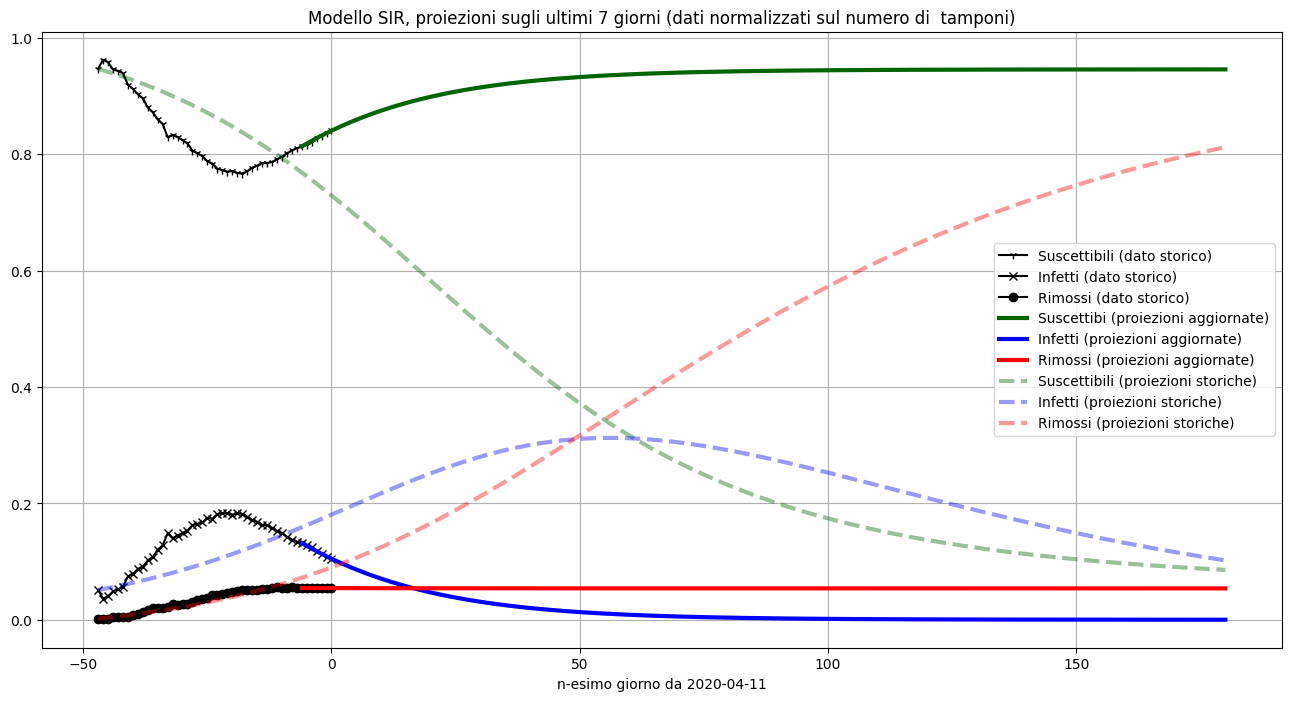 Modello SIR, proiezioni sugli ultimi 7 giorni (dati normalizzati sul numero di  tamponi)
1.0
0.8
0.6
0.4
0.2
0.0
Suscettibili (dato storico)
Infetti (dato storico)
Rimossi (dato storico)
Suscettibi (proiezioni aggiornate)
Infetti (proiezioni aggiornate)
Rimossi (proiezioni aggiornate)
Suscettibili (proiezioni storiche)
Infetti (proiezioni storiche)
Rimossi (proiezioni storiche)
−50 0 50 100 150
n-esimo giorno da 2020-04-11